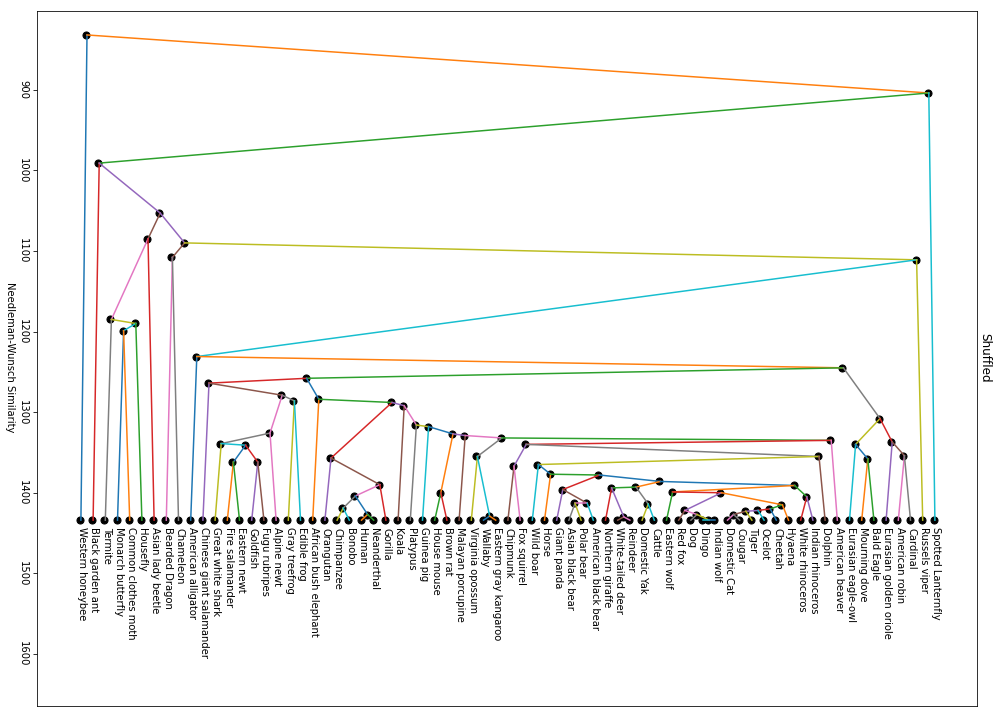 Shuffled
900
1000
1100
1200
1300
1400
1500
1600
Needleman-Wunsch Similarity
Western honeybee
Black garden ant
Termite
Monarch butterfly
Common clothes moth
Housefly
Asian lady beetle
Bearded Dragon
Chameleon
American alligator
Chinese giant salamander
Great white shark
Fire salamander
Eastern newt
Goldfish
Fugu rubripes
Alpine newt
Gray treefrog
Edible frog
African bush elephant
Orangutan
Chimpanzee
Bonobo
Human
Neanderthal
Gorilla
Koala
Platypus
Guinea pig
House mouse
Brown rat
Malayan porcupine
Virginia opossum
Wallaby
Eastern gray kangaroo
Chipmunk
Fox squirrel
Wild boar
Horse
Giant panda
Asian black bear
Polar bear
American black bear
Northern giraffe
White-tailed deer
Reindeer
Domestic Yak
Cattle
Eastern wolf
Red fox
Dog
Dingo
Indian wolf
Domestic Cat
Cougar
Tiger
Ocelot
Cheetah
Hyaena
White rhinoceros
Indian rhinoceros
Dolphin
American beaver
Eurasian eagle-owl
Mourning dove
Bald Eagle
Eurasian golden oriole
American robin
Cardinal
Russels viper
Spotted Lanternfly